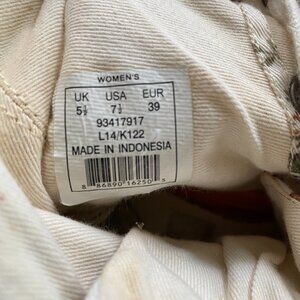 WOMEN'S
UK USA EUR
5½ 7½ 39
93417917
L14/K122
MADE IN INDONESIA
8 86890 16250 5